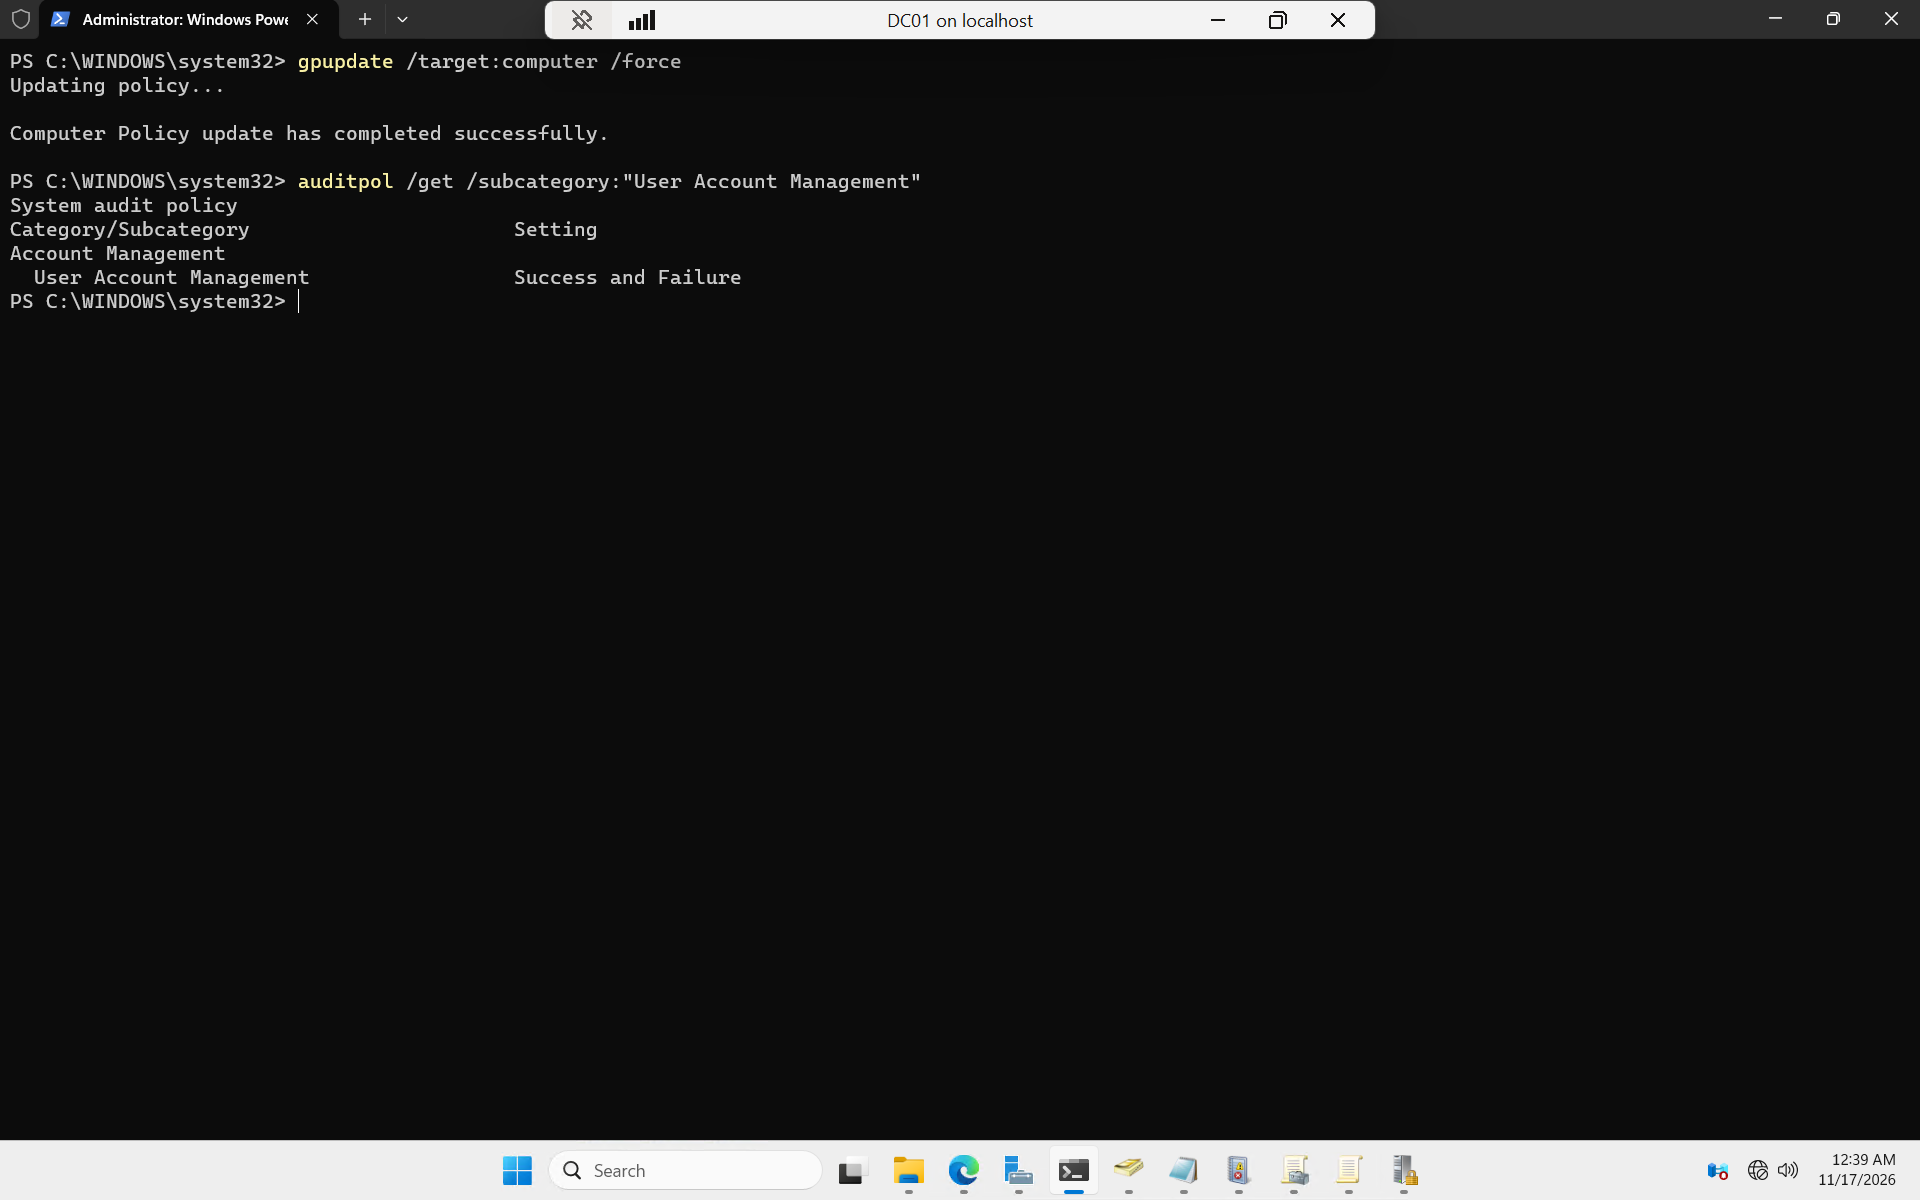 Administrator: Windows Powe
DC01 on localhost
PS C:\WINDOWS\system32> gpupdate /target:computer /force
Updating policy...
Computer Policy update has completed successfully.
PS C:\WINDOWS\system32> auditpol /get /subcategory:"User Account Management"
System audit policy
Category/Subcategory Setting
Account Management
User Account Management Success and Failure
PS C:\WINDOWS\system32>
Search
12:39 AM
11/17/2026